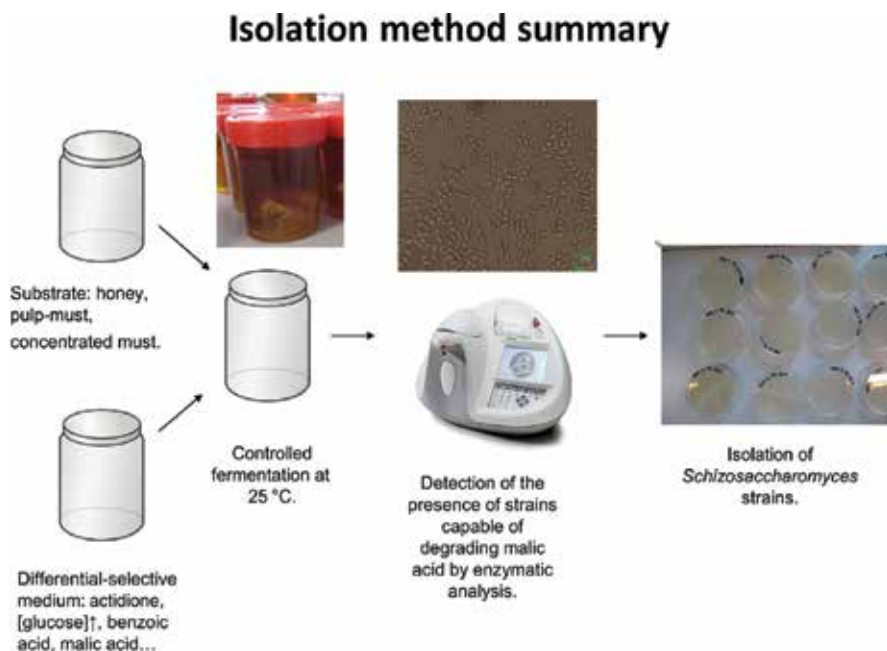 Isolation method summary
Substrate: honey,
pulp-must,
concentrated must.
Controlled
fermentation at
25 °C.
Differential-selective
medium: actidione,
[glucose]↑, benzoic
acid, malic acid...
Detection of the
presence of strains
capable of
degrading malic
acid by enzymatic
analysis.
Isolation of
Schizosaccharomyces
strains.